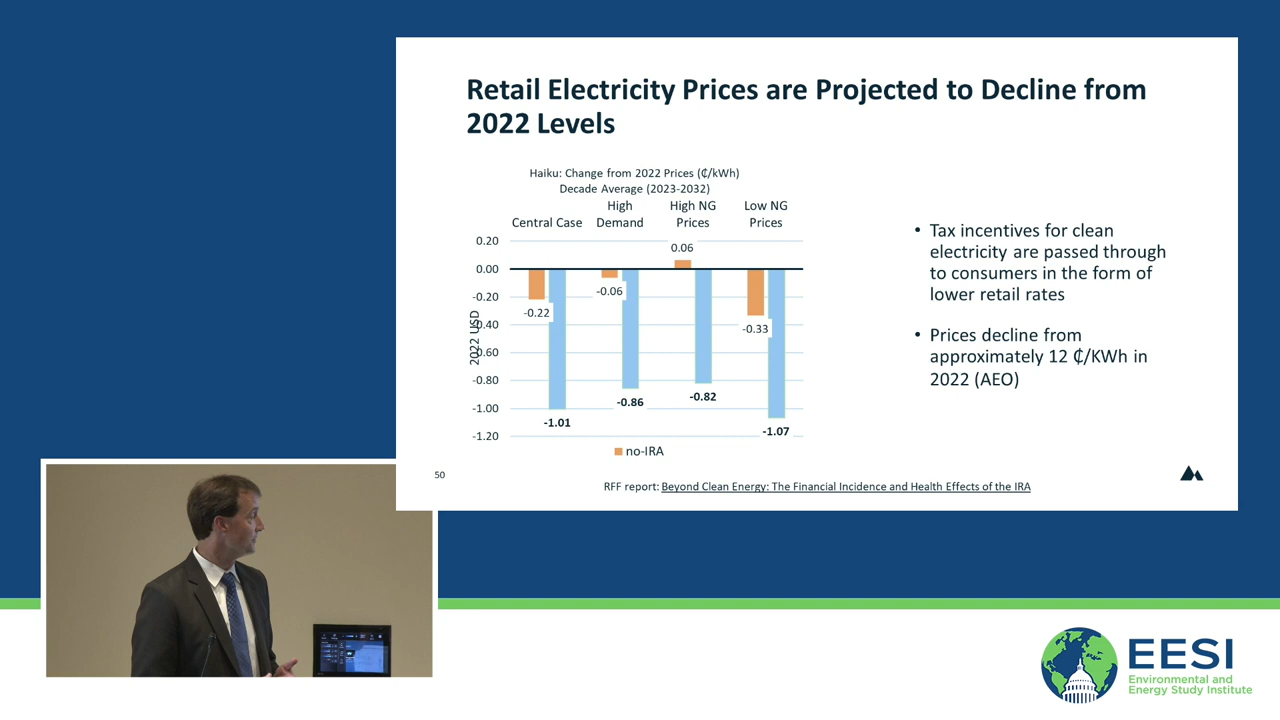 Retail Electricity Prices are Projected to Decline from
2022 Levels
Haiku: Change from 2022 Prices (₵/kWh)
Decade Average (2023-2032)
Central Case
High
Demand
High NG
Prices
Low NG
Prices
0.20
0.00
-0.20
-0.40
-0.60
-0.80
-1.00
-1.20
2022 USD
-0.22
-1.01
-0.06
-0.86
0.06
-0.82
-0.33
-1.07
no-IRA
• Tax incentives for clean
electricity are passed through
to consumers in the form of
lower retail rates
• Prices decline from
approximately 12 ₵/KWh in
2022 (AEO)
50
RFF report: Beyond Clean Energy: The Financial Incidence and Health Effects of the IRA
EESI
Environmental and
Energy Study Institute